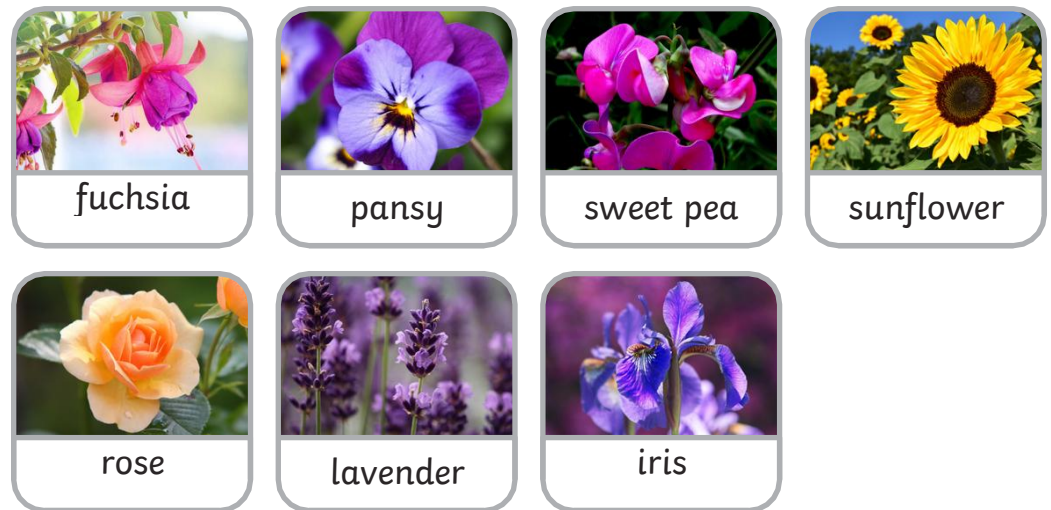 fuchsia
pansy
sweet pea
sunflower
rose
lavender
iris